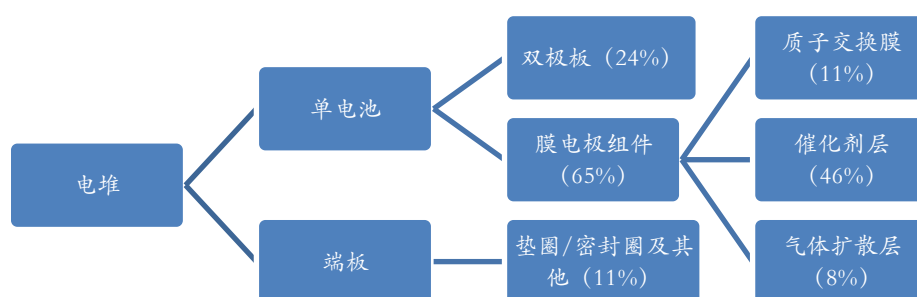 电堆
单电池
端板
双极板（24%）
膜电极组件
（65%）
垫圈/密封圈及其
他（11%）
质子交换膜
（11%）
催化剂层
（46%）
气体扩散层
（8%）